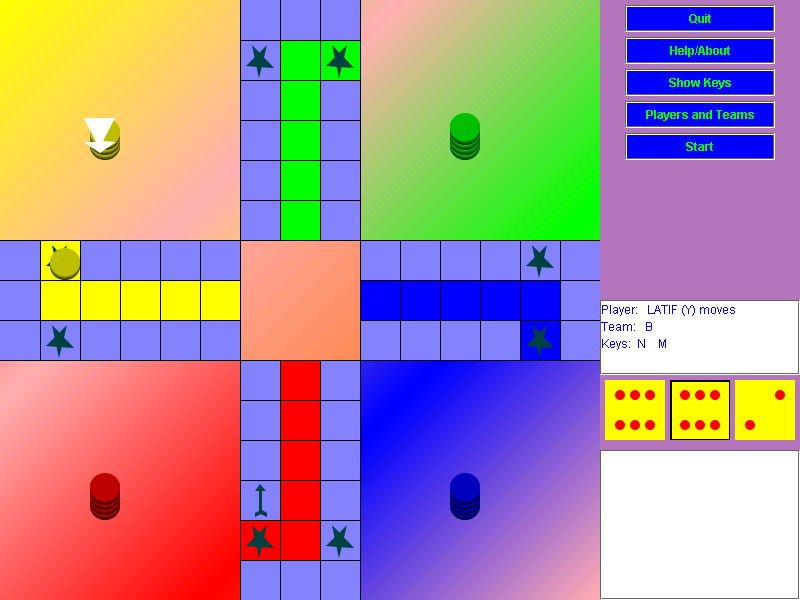 Quit
Help/About
Show Keys
Players and Teams
Start
Player: LATIF (Y) moves
Team: B
Keys: N M